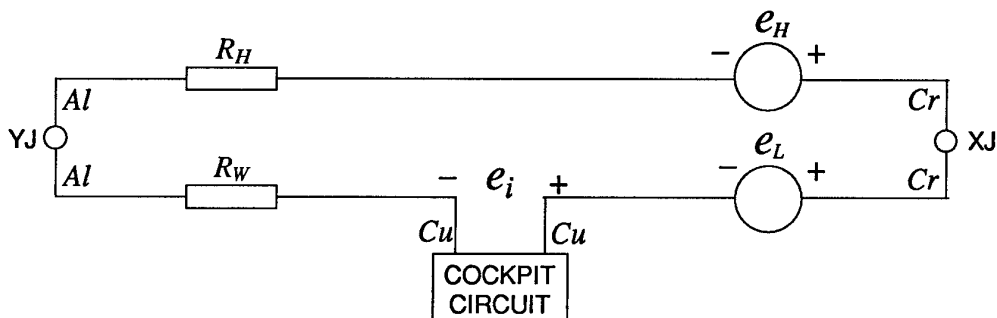 R_H
- e_H +
Al
Cr
YJ
XJ
Al
R_W
- e_i +
- e_L +
Cr
Cu
Cu
COCKPIT
CIRCUIT